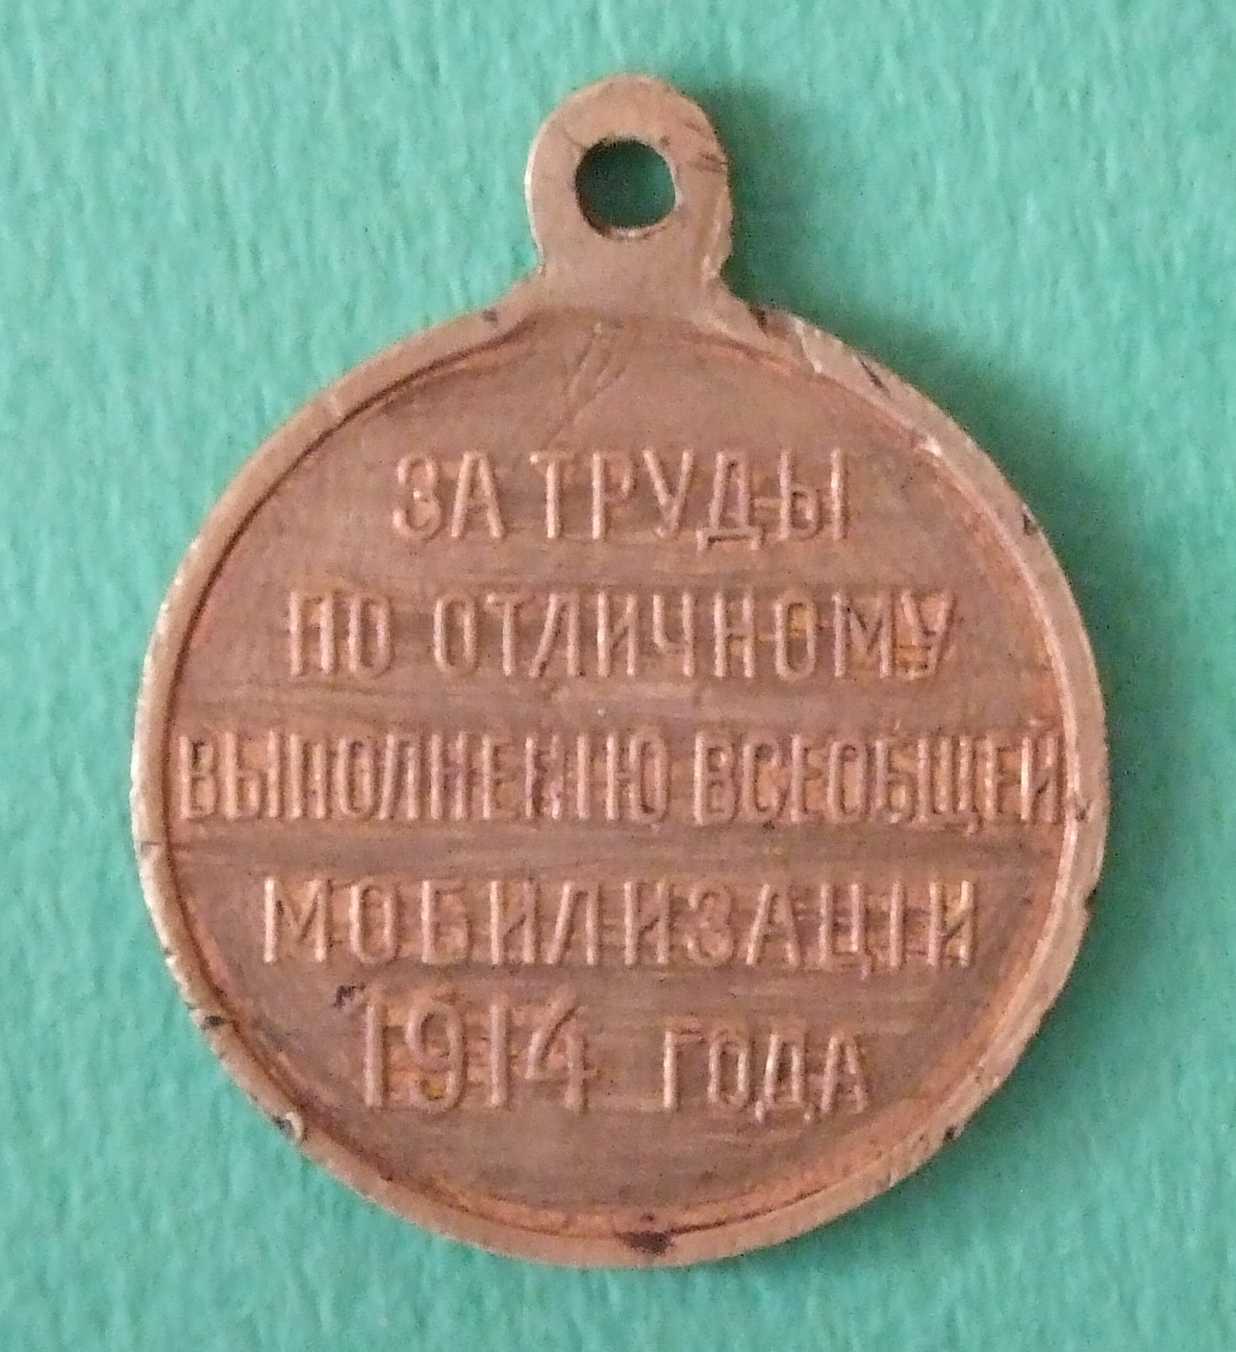 ЗА ТРУДЫ
ПО ОТЛИЧНОМУ
ВЫПОЛНЕНІЮ ВСЕОБЩЕЙ
МОБИЛИЗАЦІИ
1914 ГОДА